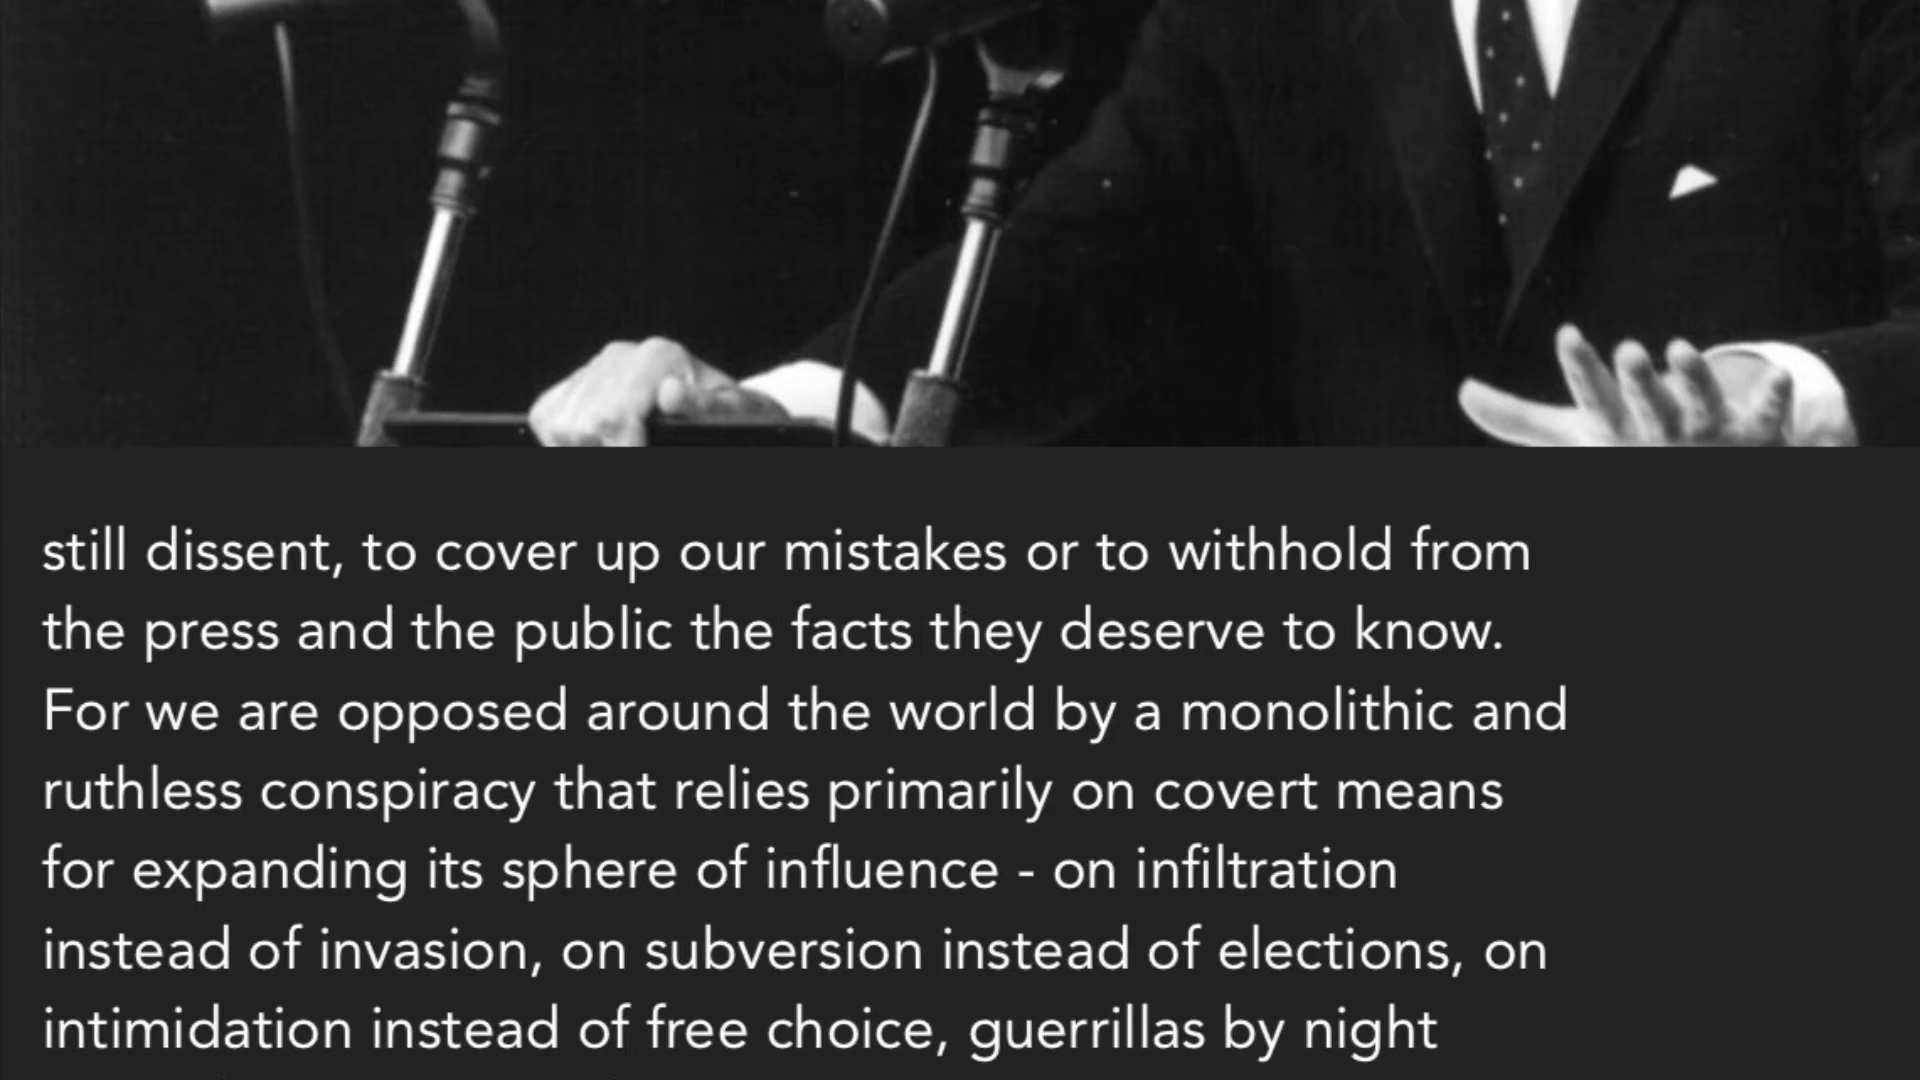 still dissent, to cover up our mistakes or to withhold from
the press and the public the facts they deserve to know.
For we are opposed around the world by a monolithic and
ruthless conspiracy that relies primarily on covert means
for expanding its sphere of influence - on infiltration
instead of invasion, on subversion instead of elections, on
intimidation instead of free choice, guerrillas by night